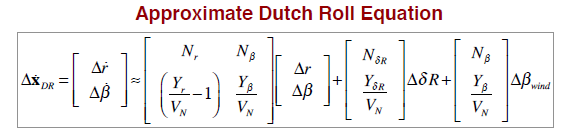 Approximate Dutch Roll Equation
Δẋ_DR = [ Δṙ ; Δβ̇ ] ≈ [ N_r  N_β ; (Y_r/V_N − 1)  Y_β/V_N ] [ Δr ; Δβ ] + [ N_δR ; Y_δR/V_N ] ΔδR + [ N_β ; Y_β/V_N ] Δβ_wind